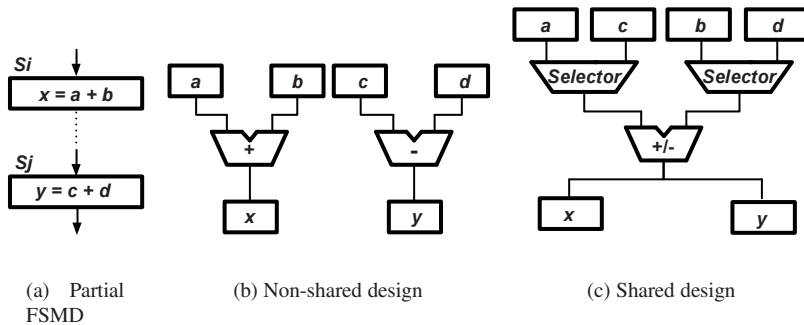 Si
x = a + b
Sj
y = c + d
(a) Partial
FSMD
a
b
c
d
+
-
x
y
(b) Non-shared design
a
c
b
d
Selector
Selector
+/-
x
y
(c) Shared design